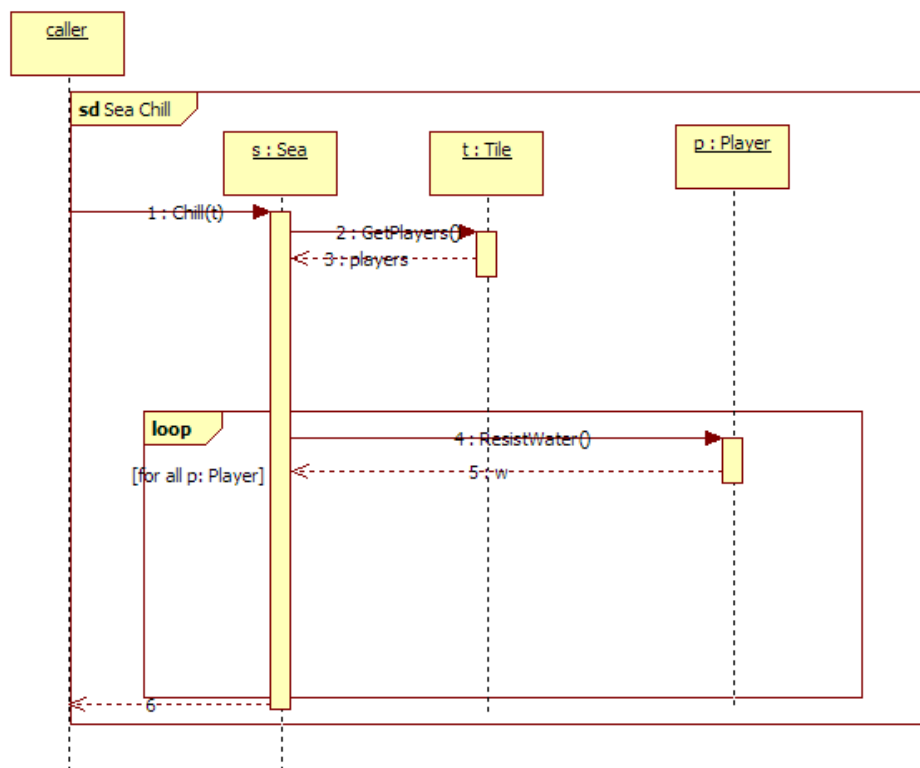 caller
sd Sea Chill
s : Sea
t : Tile
p : Player
1 : Chill(t)
2 : GetPlayers()
3 : players
loop
4 : ResistWater()
[for all p: Player]
5 : w
6